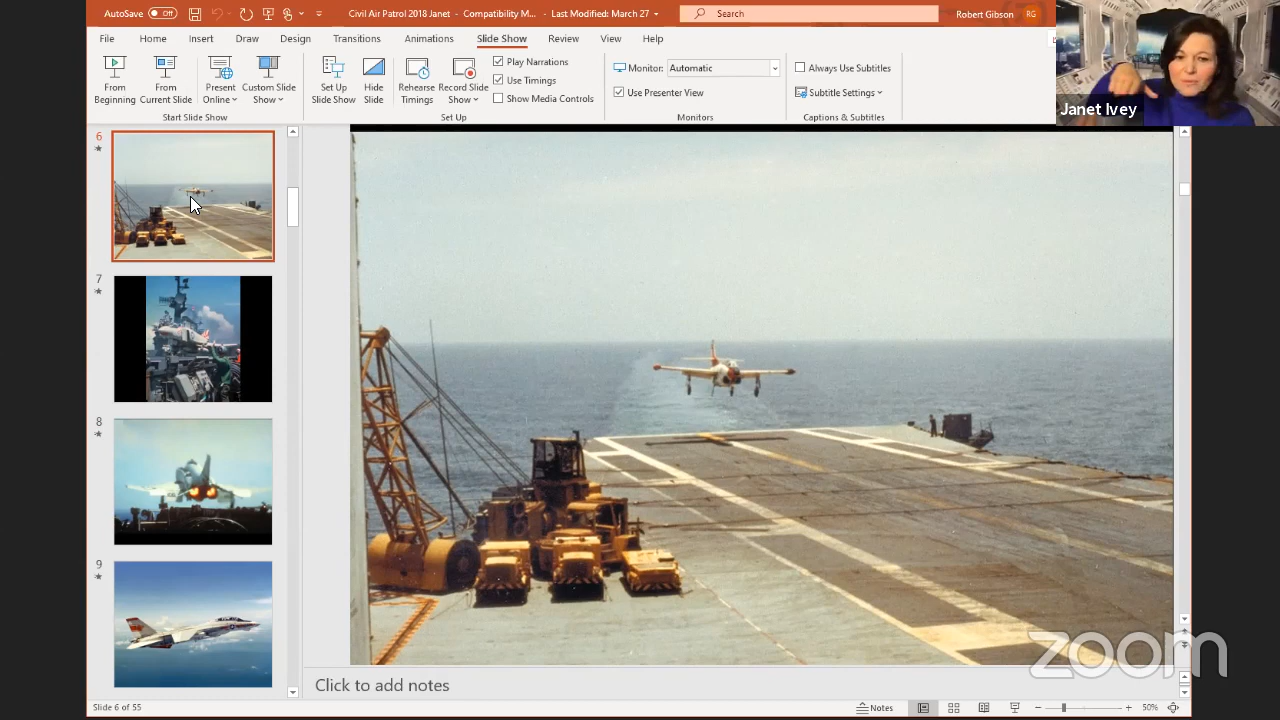 AutoSave Off Civil Air Patrol 2018 Janet - Compatibility M... - Last Modified: March 27 Search Robert Gibson RG
File Home Insert Draw Design Transitions Animations Slide Show Review View Help
From Beginning
From Current Slide
Present Online
Custom Slide Show
Start Slide Show
Set Up Slide Show
Hide Slide
Rehearse Timings
Record Slide Show
Play Narrations
Use Timings
Show Media Controls
Set Up
Monitor: Automatic
Use Presenter View
Monitors
Always Use Subtitles
Subtitle Settings
Captions & Subtitles
Janet Ivey
6
7
8
9
Click to add notes
zoom
Slide 6 of 55 Notes 50%